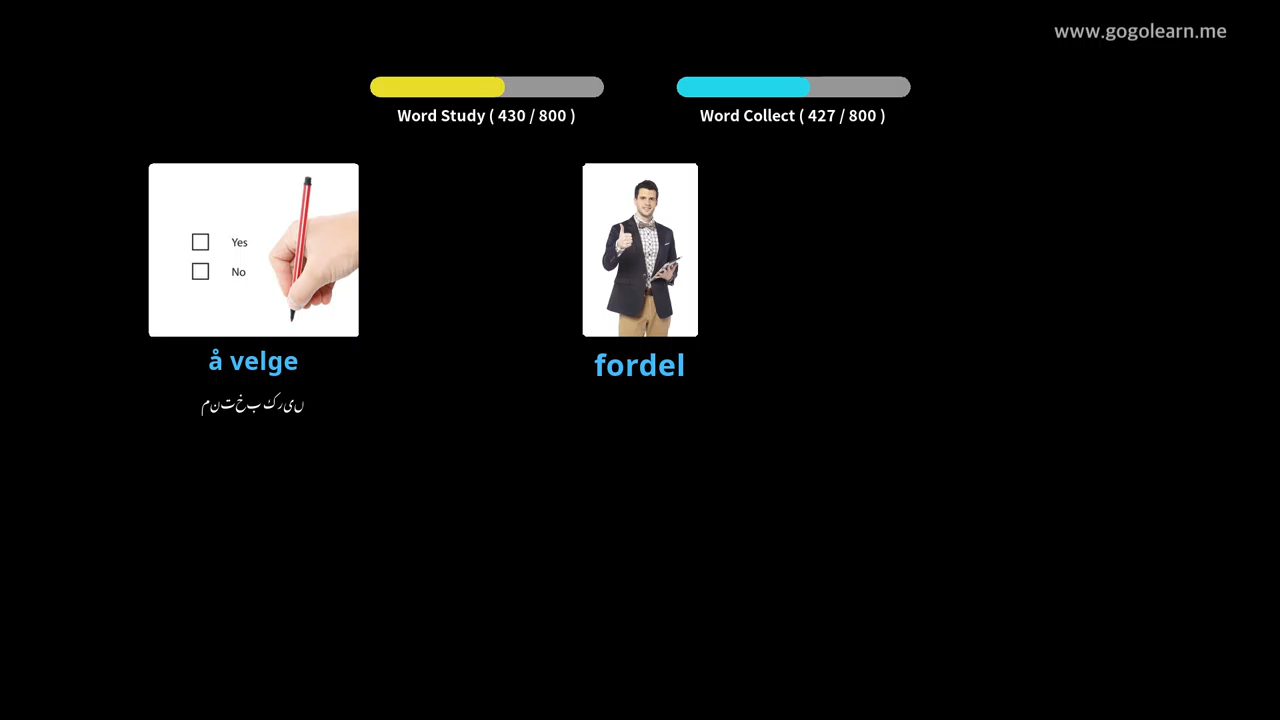 www.gogolearn.me
Word Study ( 430 / 800 )
Word Collect ( 427 / 800 )
Yes
No
å velge
fordel
منتخب کریں